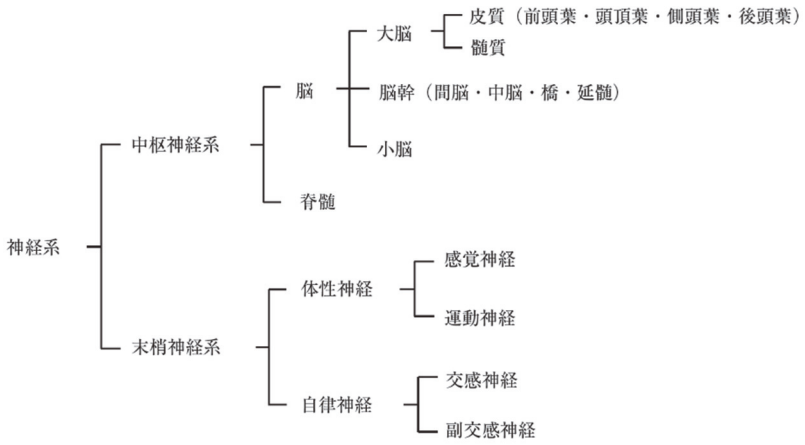 皮質（前頭葉・頭頂葉・側頭葉・後頭葉）
大脳
髄質
脳
脳幹（間脳・中脳・橋・延髄）
中枢神経系
小脳
脊髄
神経系
感覚神経
体性神経
運動神経
末梢神経系
交感神経
自律神経
副交感神経